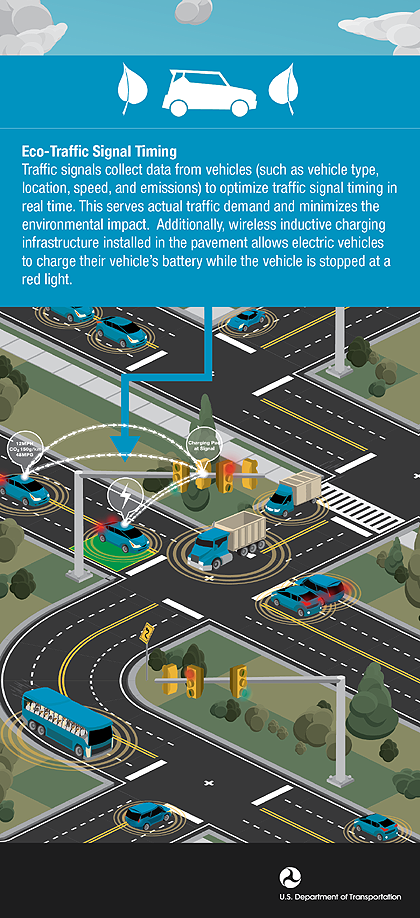 Eco-Traffic Signal Timing
Traffic signals collect data from vehicles (such as vehicle type,
location, speed, and emissions) to optimize traffic signal timing in
real time. This serves actual traffic demand and minimizes the
environmental impact.  Additionally, wireless inductive charging
infrastructure installed in the pavement allows electric vehicles
to charge their vehicle's battery while the vehicle is stopped at a
red light.
12MPH
CO₂ 150g/km
48MPG
Charging Pad
at Signal
U.S. Department of Transportation